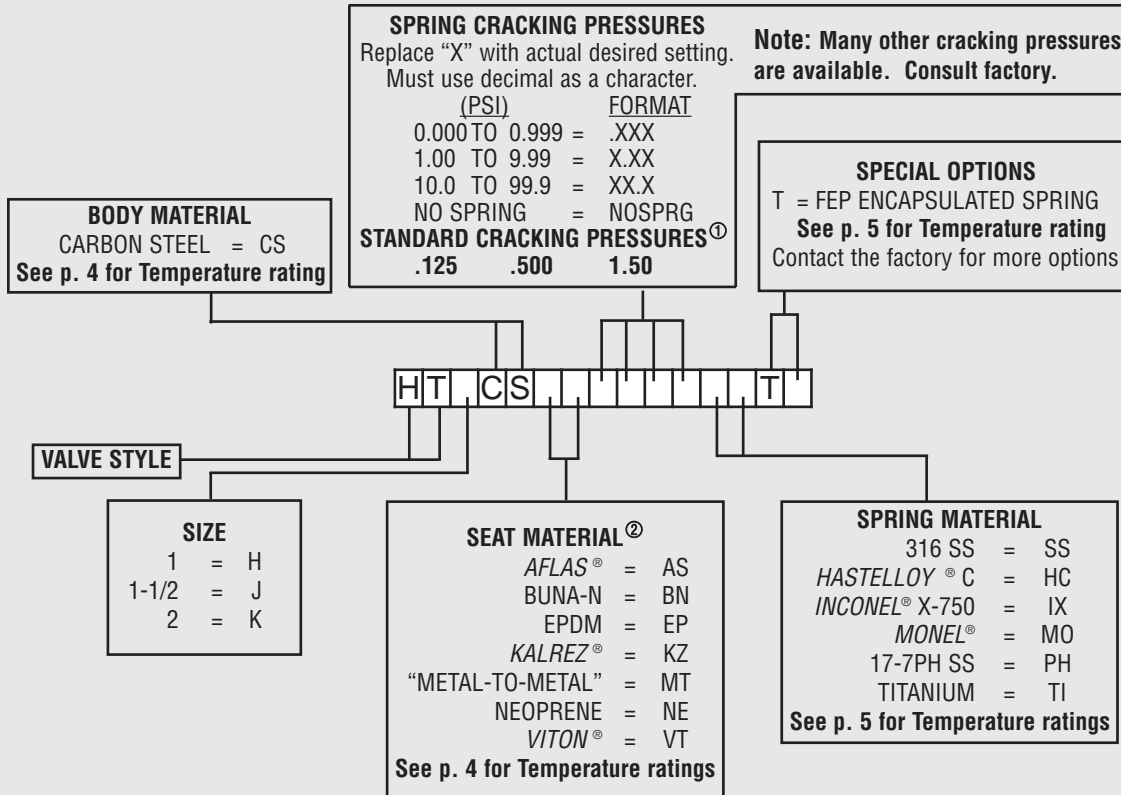 SPRING CRACKING PRESSURES
Replace “X” with actual desired setting.
Must use decimal as a character.
(PSI) FORMAT
0.000 TO 0.999 = .XXX
1.00 TO 9.99 = X.XX
10.0 TO 99.9 = XX.X
NO SPRING = NOSPRG
STANDARD CRACKING PRESSURES①
.125 .500 1.50
Note: Many other cracking pressures
are available. Consult factory.
SPECIAL OPTIONS
T = FEP ENCAPSULATED SPRING
See p. 5 for Temperature rating
Contact the factory for more options
BODY MATERIAL
CARBON STEEL = CS
See p. 4 for Temperature rating
H T C S T
VALVE STYLE
SIZE
1 = H
1-1/2 = J
2 = K
SEAT MATERIAL②
AFLAS® = AS
BUNA-N = BN
EPDM = EP
KALREZ® = KZ
“METAL-TO-METAL” = MT
NEOPRENE = NE
VITON® = VT
See p. 4 for Temperature ratings
SPRING MATERIAL
316 SS = SS
HASTELLOY® C = HC
INCONEL® X-750 = IX
MONEL® = MO
17-7PH SS = PH
TITANIUM = TI
See p. 5 for Temperature ratings